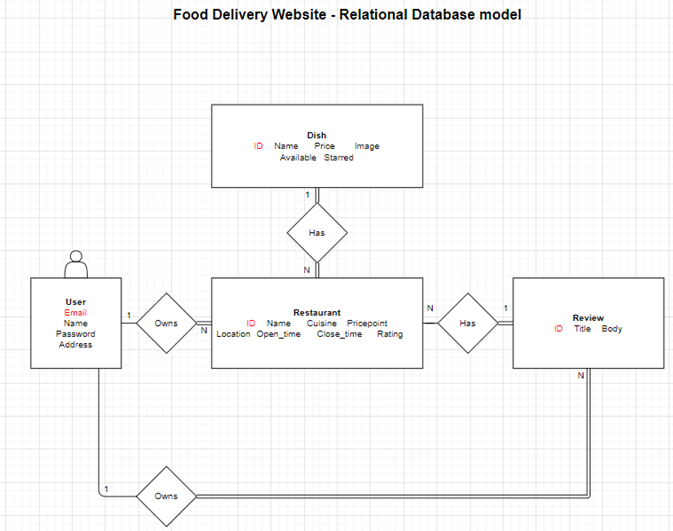 Food Delivery Website - Relational Database model
Dish
ID Name Price Image
Available Starred
1
Has
N
User
Email
Name
Password
Address
1
Owns
N
Restaurant
ID Name Cuisine Pricepoint
Location Open_time Close_time Rating
N
Has
1
Review
ID Title Body
N
1
Owns